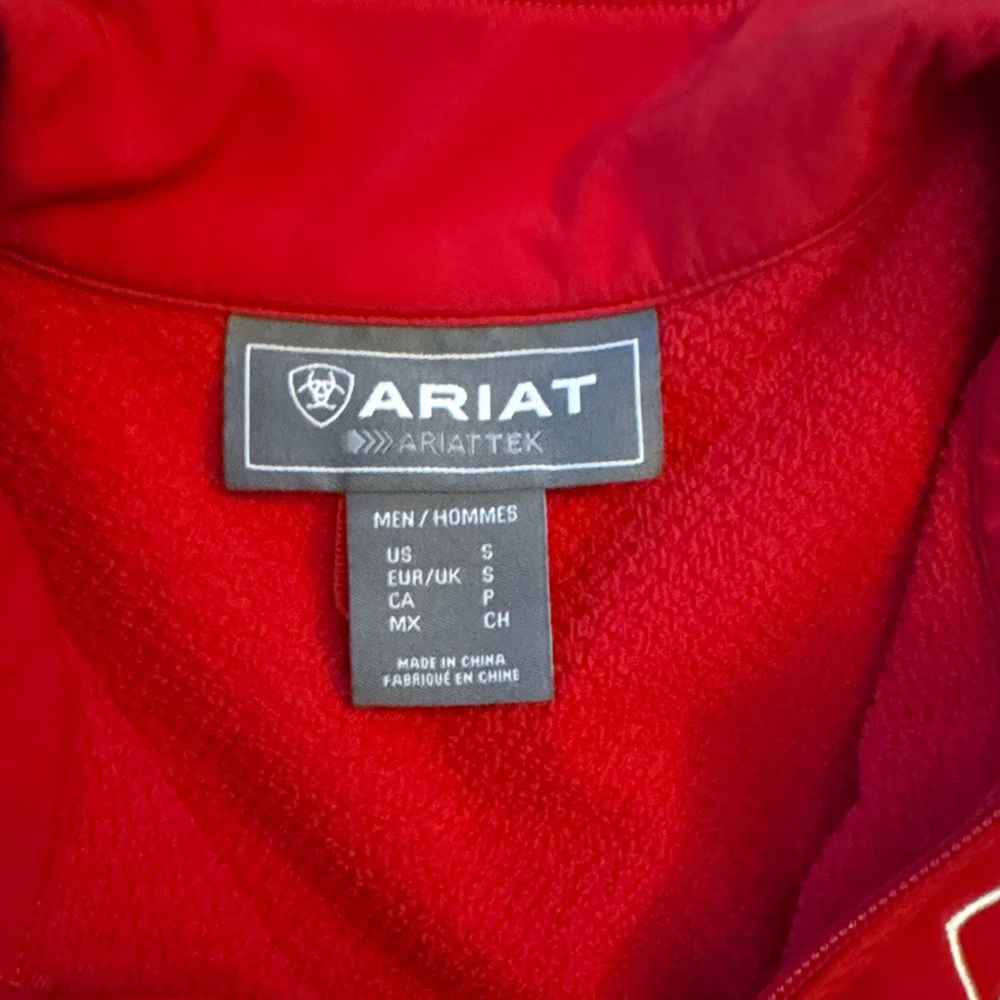 ARIAT
ARIATTEK
MEN / HOMMES
US S
EUR/UK S
CA P
MX CH
MADE IN CHINA
FABRIQUÉ EN CHINE